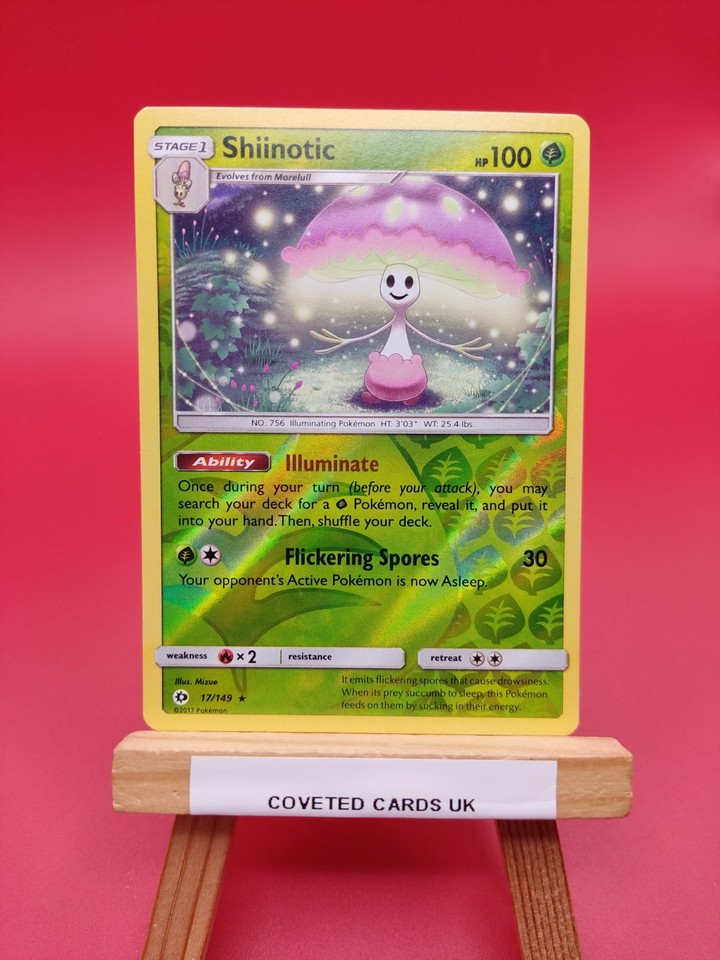 STAGE1 Shiinotic HP 100
Evolves from Morelull
NO. 756 Illuminating Pokémon HT: 3'03" WT: 25.4 lbs.
Ability Illuminate
Once during your turn (before your attack), you may
search your deck for a Pokémon, reveal it, and put it
into your hand. Then, shuffle your deck.
Flickering Spores 30
Your opponent's Active Pokémon is now Asleep.
weakness ×2 resistance retreat
Illus. Mizue
17/149 ★
©2017 Pokémon
It emits flickering spores that cause drowsiness.
When its prey succumb to sleep, this Pokémon
feeds on them by sucking in their energy.
COVETED CARDS UK